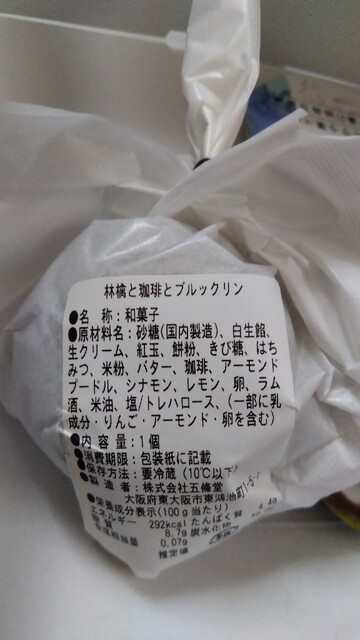 林檎と珈琲とブルックリン
●名 称:和菓子
●原材料名:砂糖(国内製造)、白生餡、
生クリーム、紅玉、餅粉、きび糖、はち
みつ、米粉、バター、珈琲、アーモンド
プードル、シナモン、レモン、卵、ラム
酒、米油、塩/トレハロース、(一部に乳
成分・りんご・アーモンド・卵を含む)
●内 容 量:1個
●消費期限:包装紙に記載
●保存方法:要冷蔵(10℃以下
●製 造 者:株式会社五條堂
大阪府東大阪市東鴻池町
●栄養成分表示(100g当たり)
エネルギー 292kcal たんぱく質
8.7g 炭水化物
相当量 0.07g 推定値